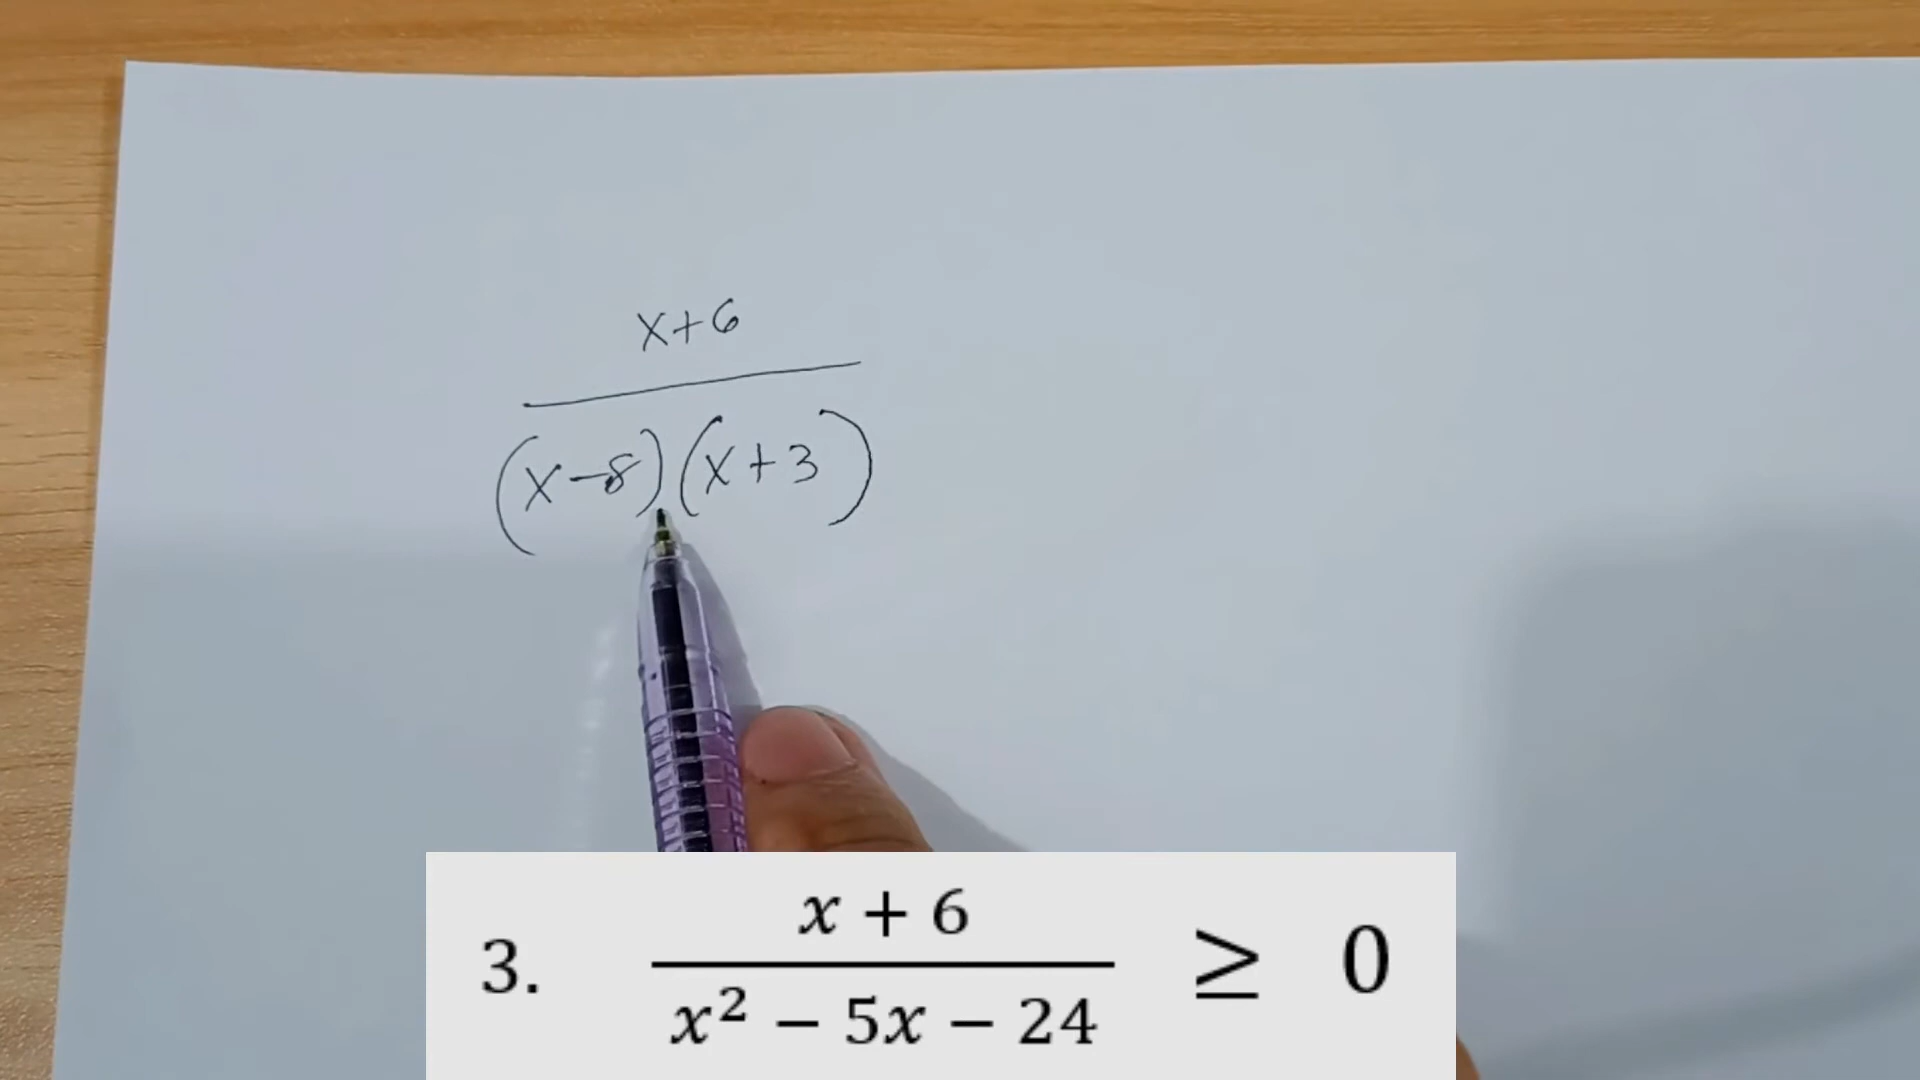 x+6
(x-8)(x+3)
3. x + 6
x² − 5x − 24 ≥ 0